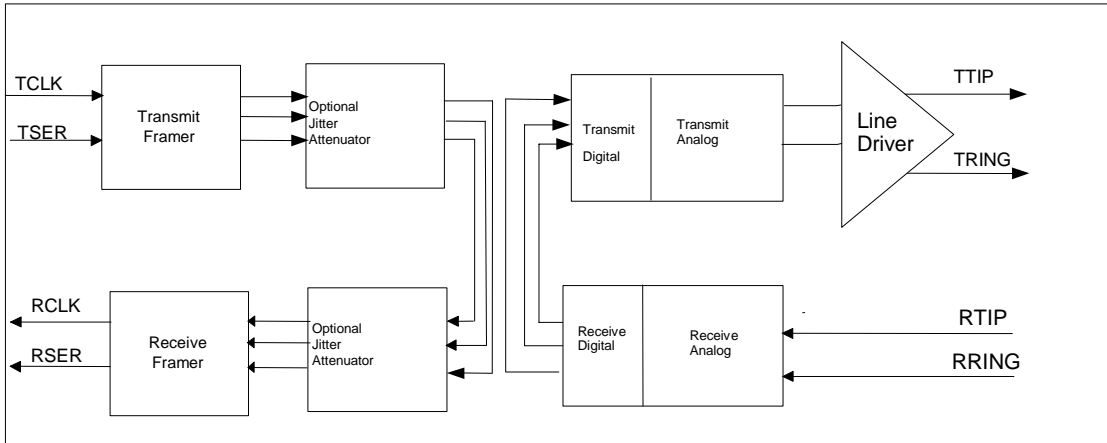 TCLK
TSER
Transmit
Framer
Optional
Jitter
Attenuator
Transmit
Digital
Transmit
Analog
Line
Driver
TTIP
TRING
RCLK
RSER
Receive
Framer
Optional
Jitter
Attenuator
Receive
Digital
Receive
Analog
RTIP
RRING